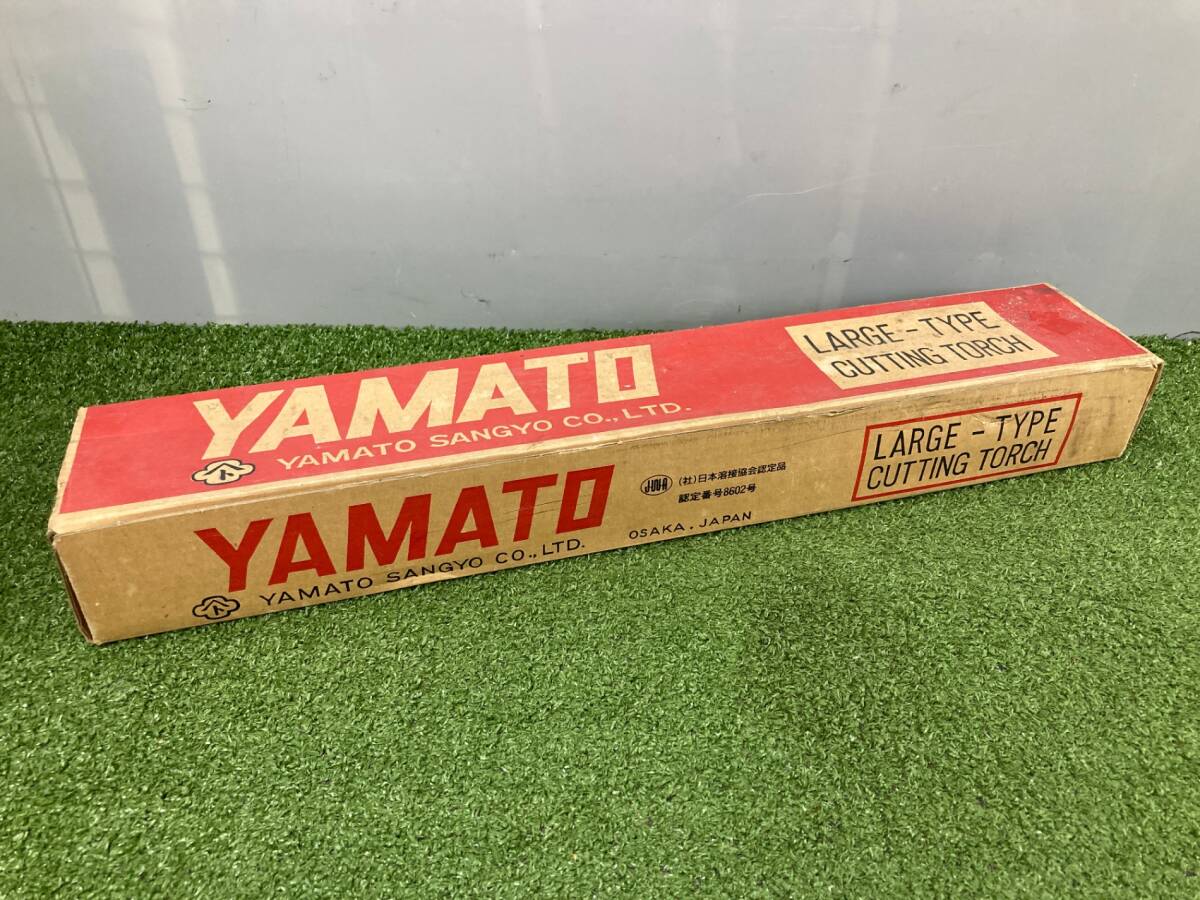 YAMATO
YAMATO SANGYO CO., LTD.
LARGE - TYPE
CUTTING TORCH
YAMATO
YAMATO SANGYO CO., LTD.
OSAKA. JAPAN
JWA
(社)日本溶接協会認定品
認定番号8602号
LARGE - TYPE
CUTTING TORCH